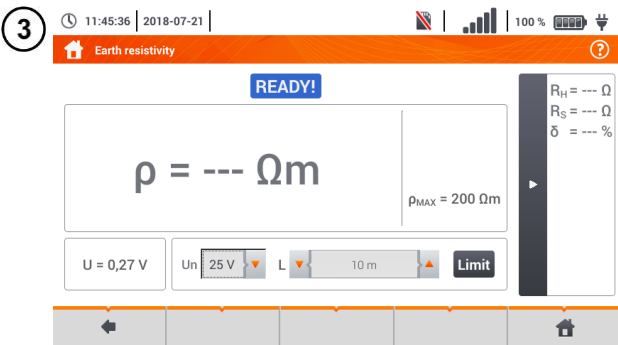 3
11:45:36 2018-07-21 100 %
Earth resistivity ?
READY!
ρ = --- Ωm
ρMAX = 200 Ωm
RH = --- Ω
RS = --- Ω
δ = --- %
U = 0,27 V
Un 25 V L 10 m Limit